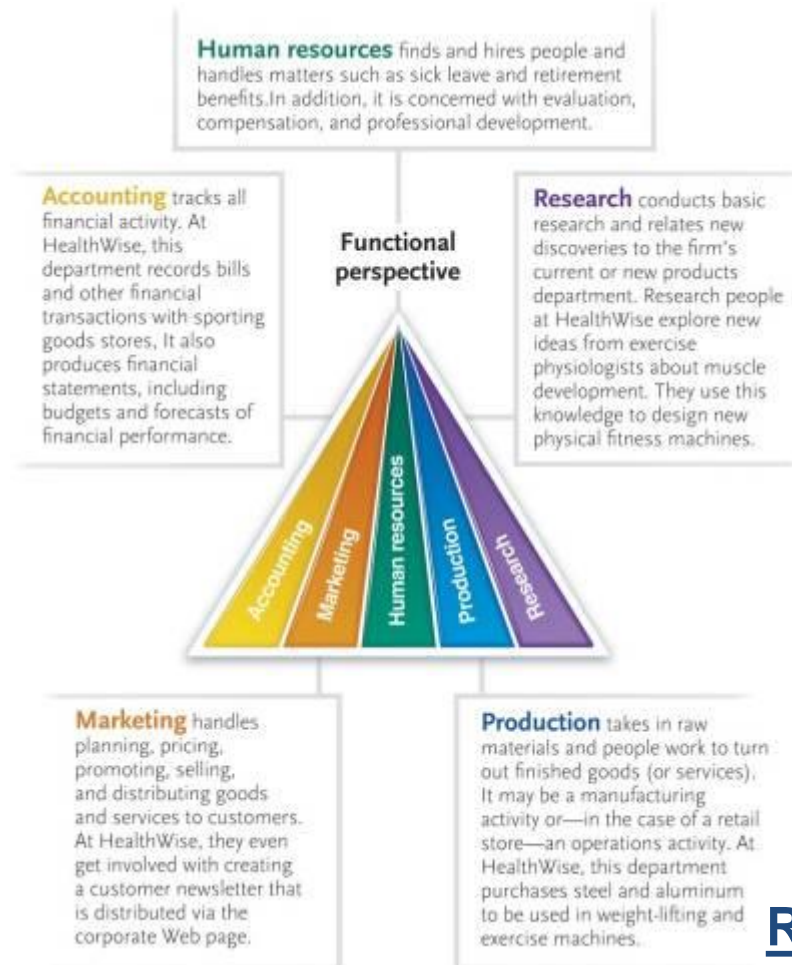 Human resources finds and hires people and
handles matters such as sick leave and retirement
benefits.In addition, it is concerned with evaluation,
compensation, and professional development.
Accounting tracks all
financial activity. At
HealthWise, this
department records bills
and other financial
transactions with sporting
goods stores, It also
produces financial
statements, including
budgets and forecasts of
financial performance.
Functional
perspective
Research conducts basic
research and relates new
discoveries to the firm's
current or new products
department. Research people
at HealthWise explore new
ideas from exercise
physiologists about muscle
development. They use this
knowledge to design new
physical fitness machines.
Accounting
Marketing
Human resources
Production
Research
Marketing handles
planning, pricing,
promoting, selling,
and distributing goods
and services to customers.
At HealthWise, they even
get involved with creating
a customer newsletter that
is distributed via the
corporate Web page.
Production takes in raw
materials and people work to turn
out finished goods (or services).
It may be a manufacturing
activity or—in the case of a retail
store—an operations activity. At
HealthWise, this department
purchases steel and aluminum
to be used in weight-lifting and
exercise machines.
R